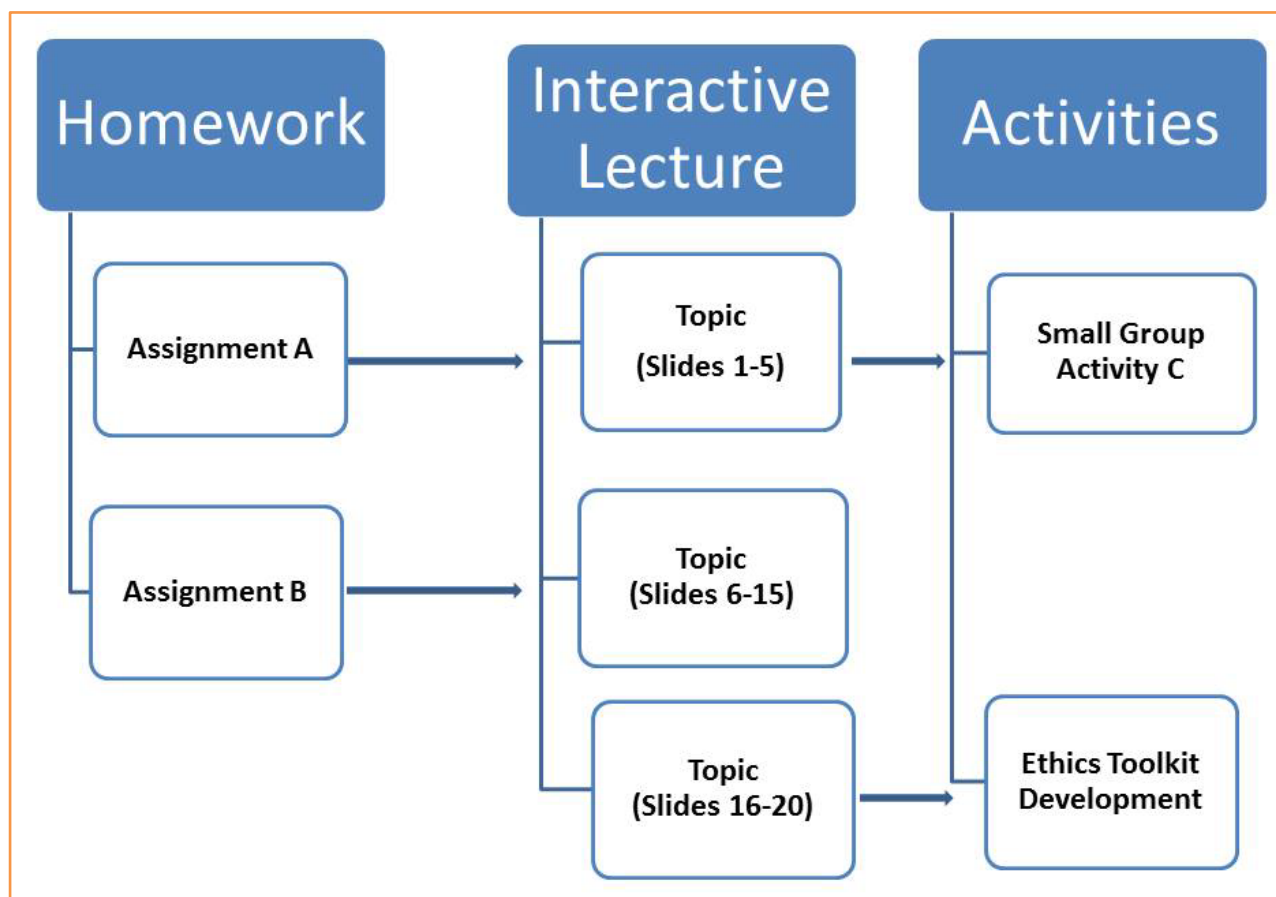 Homework
Interactive
Lecture
Activities
Assignment A
Topic
(Slides 1-5)
Small Group
Activity C
Assignment B
Topic
(Slides 6-15)
Topic
(Slides 16-20)
Ethics Toolkit
Development